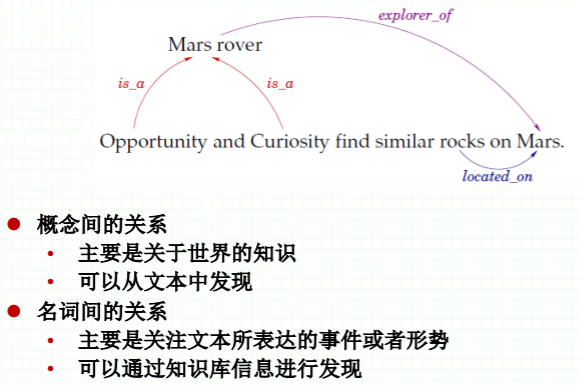 explorer_of
Mars rover
is_a is_a
Opportunity and Curiosity find similar rocks on Mars.
located_on
● 概念间的关系
• 主要是关于世界的知识
• 可以从文本中发现
● 名词间的关系
• 主要是关注文本所表达的事件或者形势
• 可以通过知识库信息进行发现